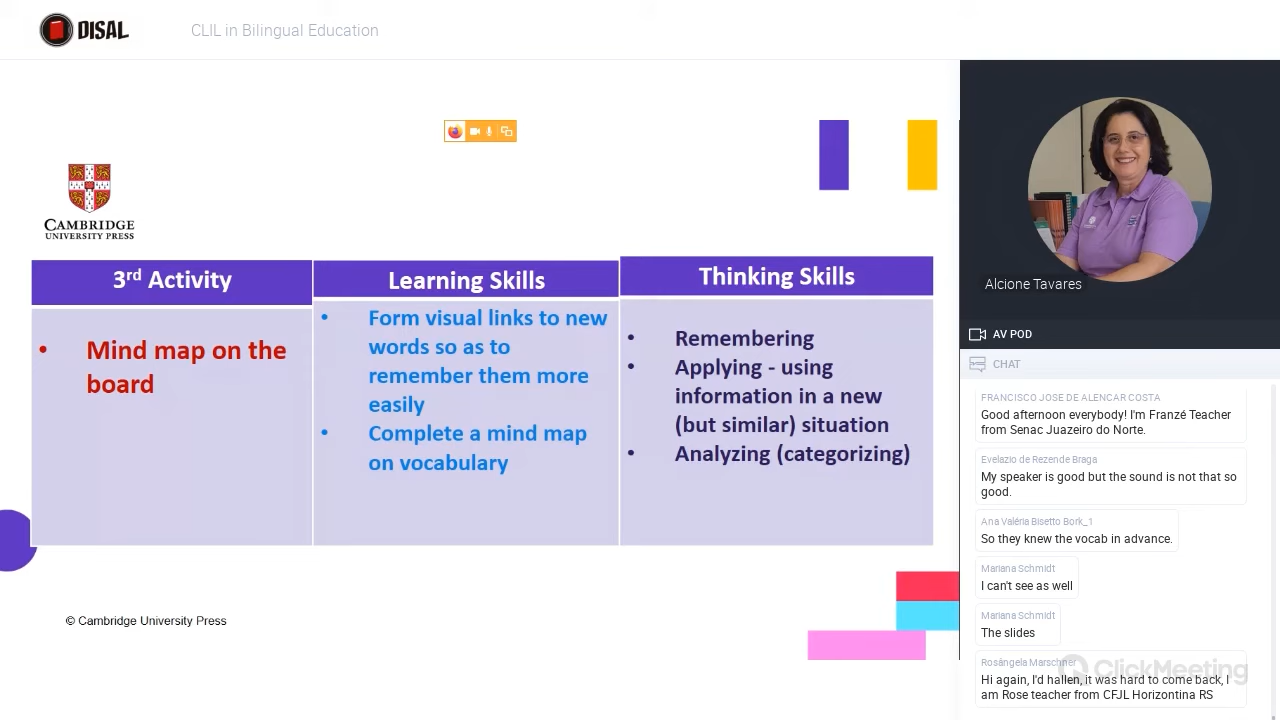 DISAL
CLIL in Bilingual Education
CAMBRIDGE
UNIVERSITY PRESS
3rd Activity
Learning Skills
Thinking Skills
• Mind map on the
board
• Form visual links to new
words so as to
remember them more
easily
• Complete a mind map
on vocabulary
• Remembering
• Applying - using
information in a new
(but similar) situation
• Analyzing (categorizing)
© Cambridge University Press
Alcione Tavares
AV POD
CHAT
FRANCISCO JOSE DE ALENCAR COSTA
Good afternoon everybody! I'm Franzé Teacher
from Senac Juazeiro do Norte.
Evelazio de Rezende Braga
My speaker is good but the sound is not that so
good.
Ana Valéria Bisetto Bork_1
So they knew the vocab in advance.
Mariana Schmidt
I can't see as well
Mariana Schmidt
The slides
Rosângela Marschner
ClickMeeting
Hi again, I'd hallen, it was hard to come back, I
am Rose teacher from CFJL Horizontina RS